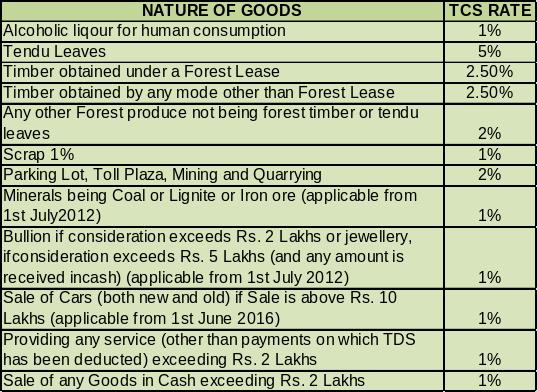 NATURE OF GOODS TCS RATE
Alcoholic liqour for human consumption 1%
Tendu Leaves 5%
Timber obtained under a Forest Lease 2.50%
Timber obtained by any mode other than Forest Lease 2.50%
Any other Forest produce not being forest timber or tendu
leaves 2%
Scrap 1% 1%
Parking Lot, Toll Plaza, Mining and Quarrying 2%
Minerals being Coal or Lignite or Iron ore (applicable from
1st July2012) 1%
Bullion if consideration exceeds Rs. 2 Lakhs or jewellery,
ifconsideration exceeds Rs. 5 Lakhs (and any amount is
received incash) (applicable from 1st July 2012) 1%
Sale of Cars (both new and old) if Sale is above Rs. 10
Lakhs (applicable from 1st June 2016) 1%
Providing any service (other than payments on which TDS
has been deducted) exceeding Rs. 2 Lakhs 1%
Sale of any Goods in Cash exceeding Rs. 2 Lakhs 1%